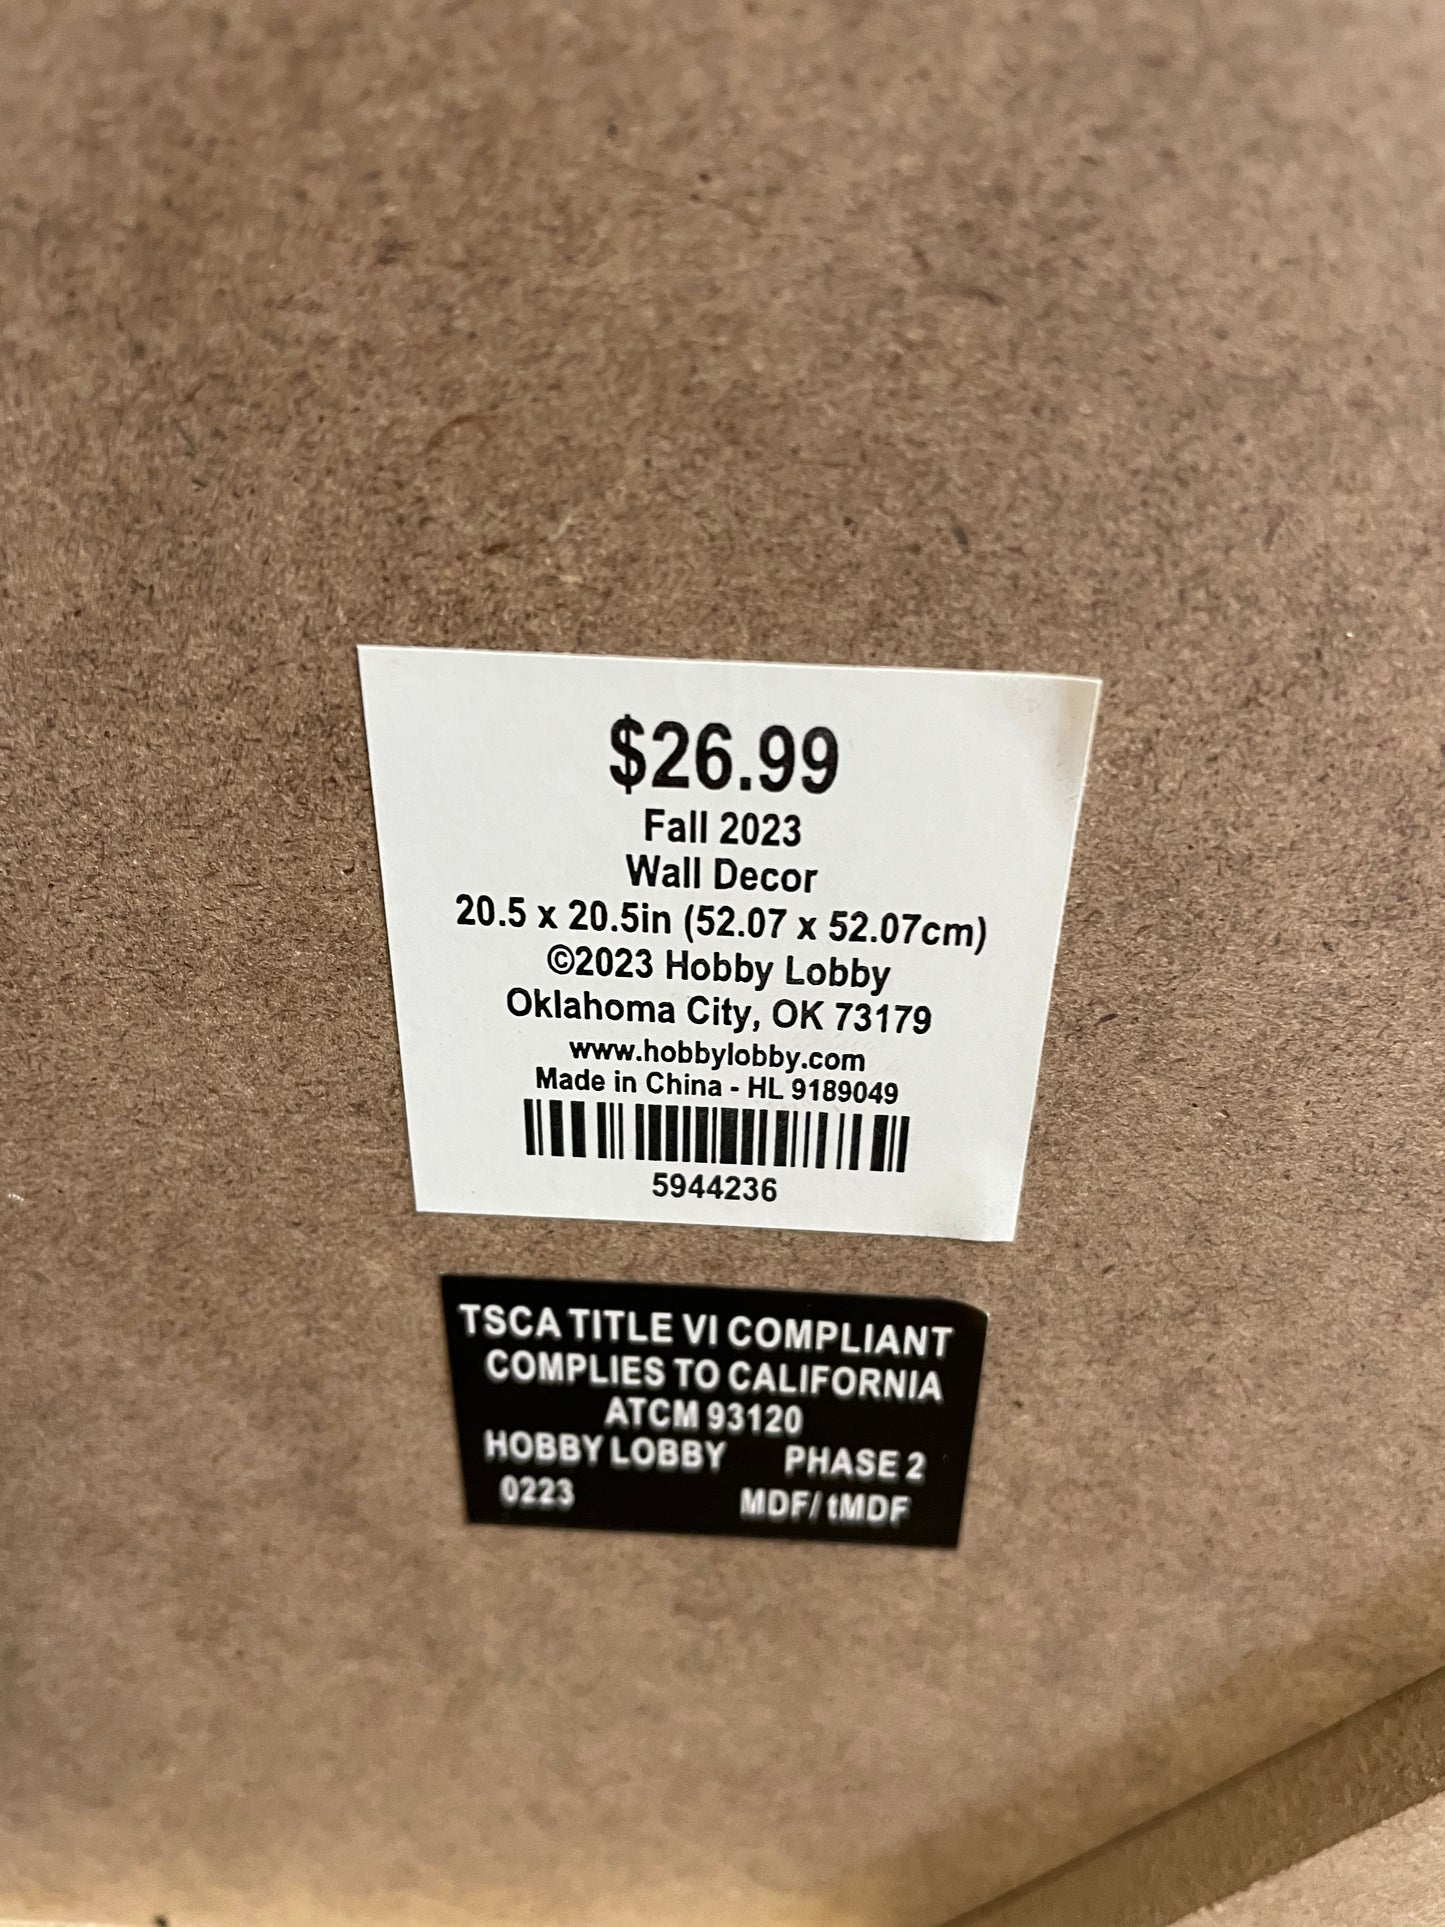 $26.99
Fall 2023
Wall Decor
20.5 x 20.5in (52.07 x 52.07cm)
©2023 Hobby Lobby
Oklahoma City, OK 73179
www.hobbylobby.com
Made in China - HL 9189049
5944236
TSCA TITLE VI COMPLIANT
COMPLIES TO CALIFORNIA
ATCM 93120
HOBBY LOBBY PHASE 2
0223 MDF/ tMDF